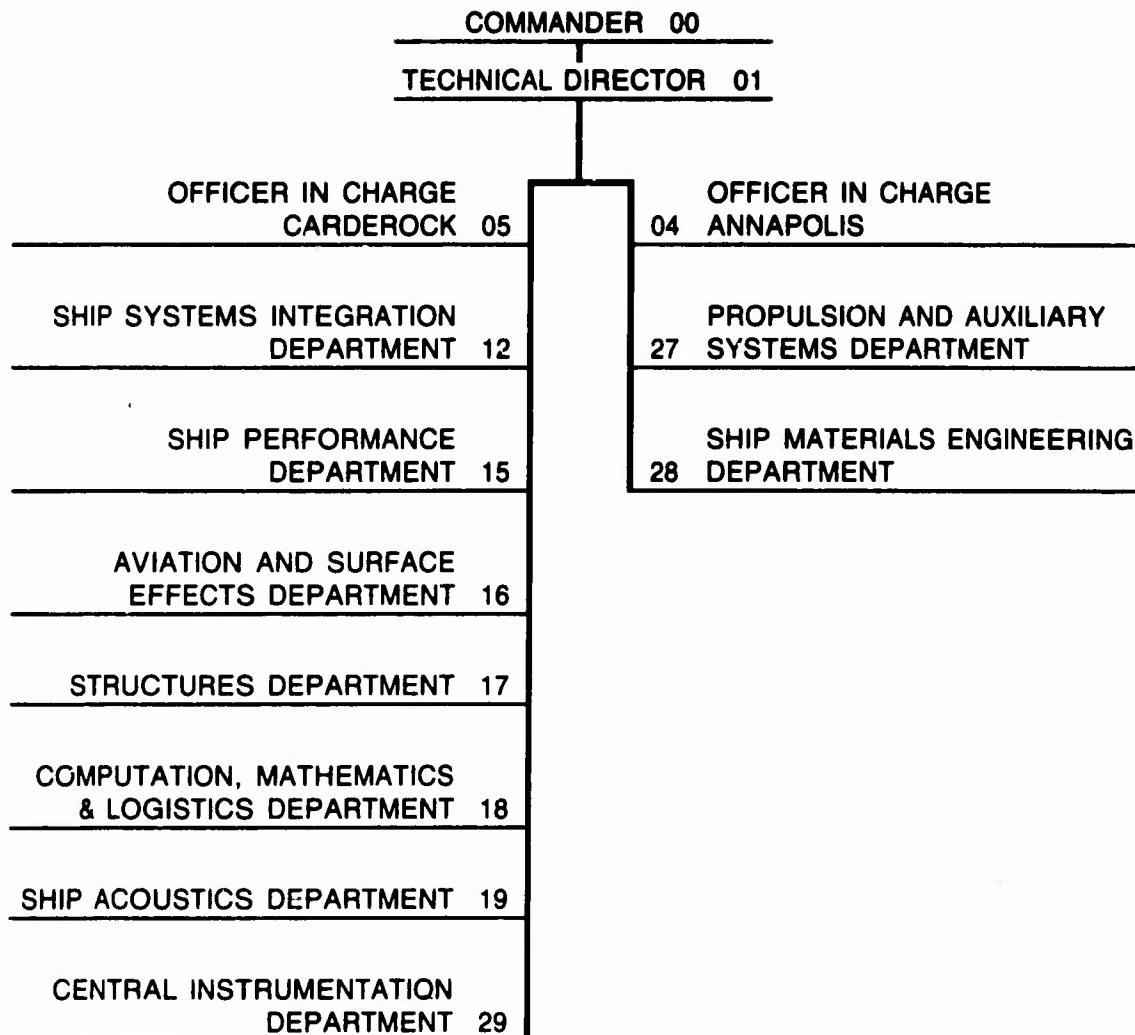 COMMANDER 00
TECHNICAL DIRECTOR 01
OFFICER IN CHARGE
CARDEROCK 05
OFFICER IN CHARGE
04 ANNAPOLIS
SHIP SYSTEMS INTEGRATION
DEPARTMENT 12
PROPULSION AND AUXILIARY
27 SYSTEMS DEPARTMENT
SHIP PERFORMANCE
DEPARTMENT 15
SHIP MATERIALS ENGINEERING
28 DEPARTMENT
AVIATION AND SURFACE
EFFECTS DEPARTMENT 16
STRUCTURES DEPARTMENT 17
COMPUTATION, MATHEMATICS
& LOGISTICS DEPARTMENT 18
SHIP ACOUSTICS DEPARTMENT 19
CENTRAL INSTRUMENTATION
DEPARTMENT 29